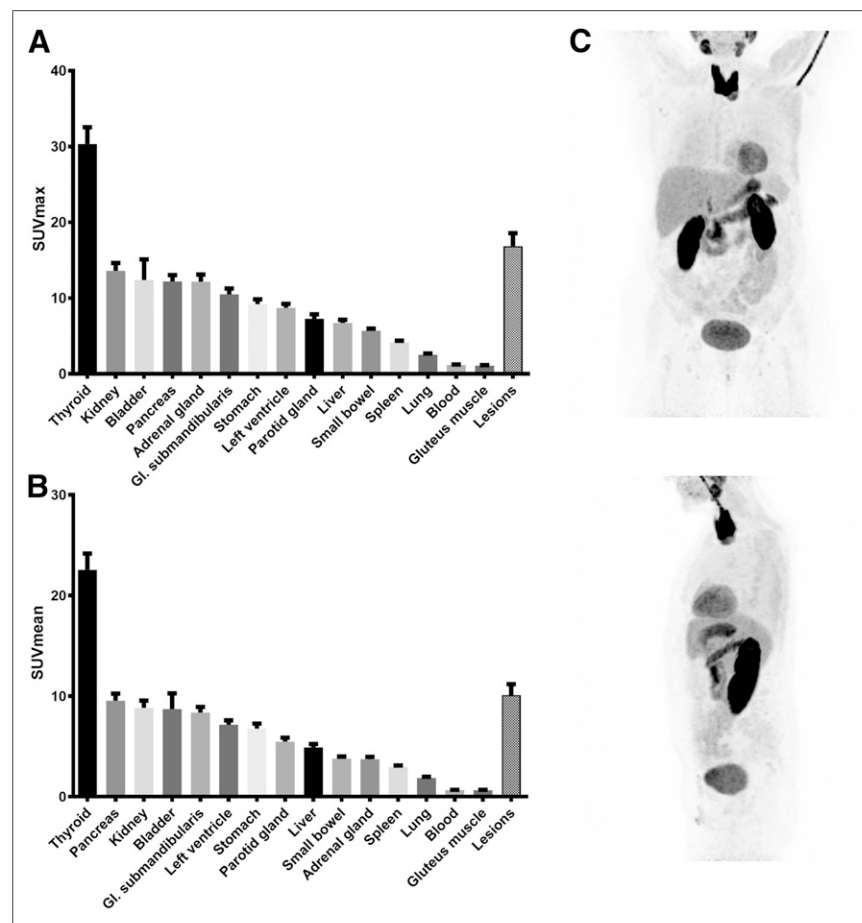 A
C
40
30
20
10
0
SUVmax
Thyroid
Kidney
Bladder
Pancreas
Adrenal gland
Gl. submandibularis
Stomach
Left ventricle
Parotid gland
Liver
Small bowel
Spleen
Lung
Blood
Gluteus muscle
Lesions
B
30
20
10
0
SUVmean
Thyroid
Pancreas
Kidney
Bladder
Gl. submandibularis
Left ventricle
Stomach
Parotid gland
Liver
Small bowel
Adrenal gland
Spleen
Lung
Blood
Gluteus muscle
Lesions